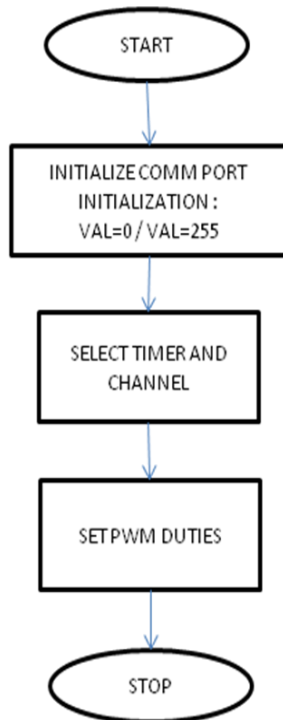 START
INITIALIZE COMM PORT
INITIALIZATION :
VAL=0 / VAL=255
SELECT TIMER AND
CHANNEL
SET PWM DUTIES
STOP